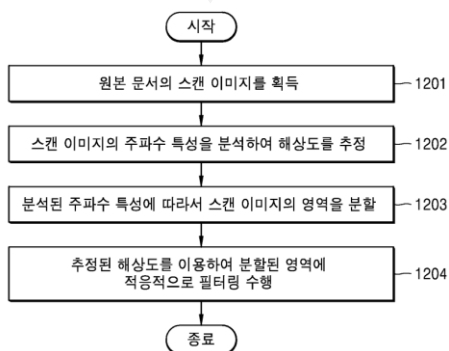 시작
원본 문서의 스캔 이미지를 획득
1201
스캔 이미지의 주파수 특성을 분석하여 해상도를 추정
1202
분석된 주파수 특성에 따라서 스캔 이미지의 영역을 분할
1203
추정된 해상도를 이용하여 분할된 영역에
적응적으로 필터링 수행
1204
종료